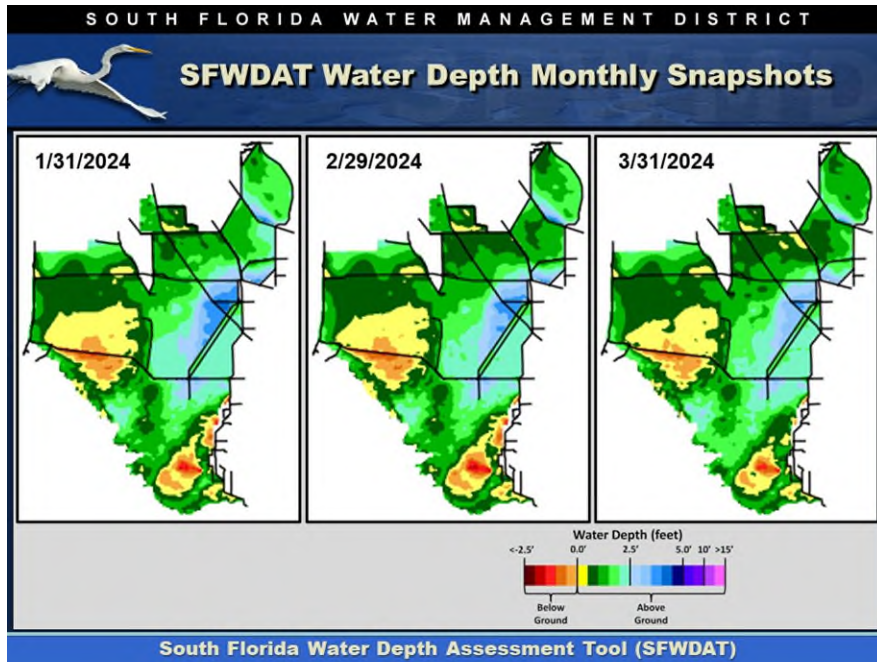 SOUTH FLORIDA WATER MANAGEMENT DISTRICT
SFWDAT Water Depth Monthly Snapshots
1/31/2024
2/29/2024
3/31/2024
Water Depth (feet)
<-2.5' 0.0' 2.5' 5.0' 10' >15'
Below Above
Ground Ground
South Florida Water Depth Assessment Tool (SFWDAT)